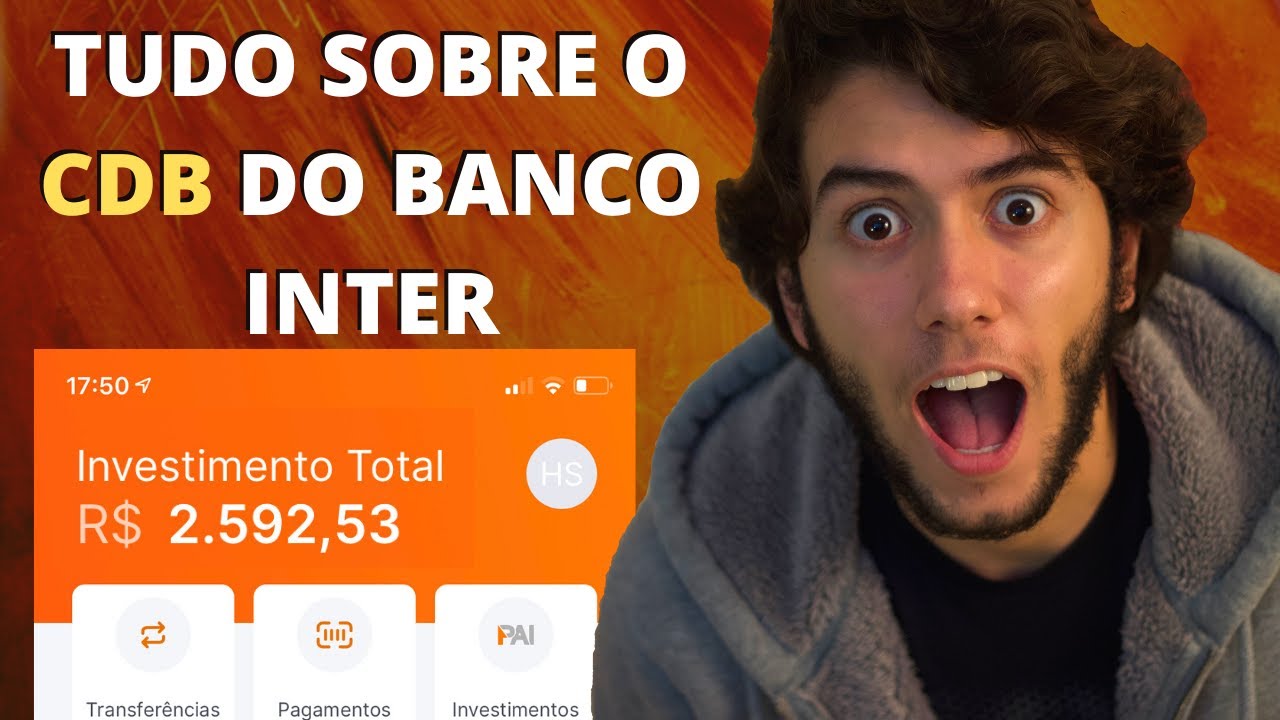 TUDO SOBRE O
CDB DO BANCO
INTER
17:50
Investimento Total
HS
R$ 2.592,53
PAI
Transferências
Pagamentos
Investimentos